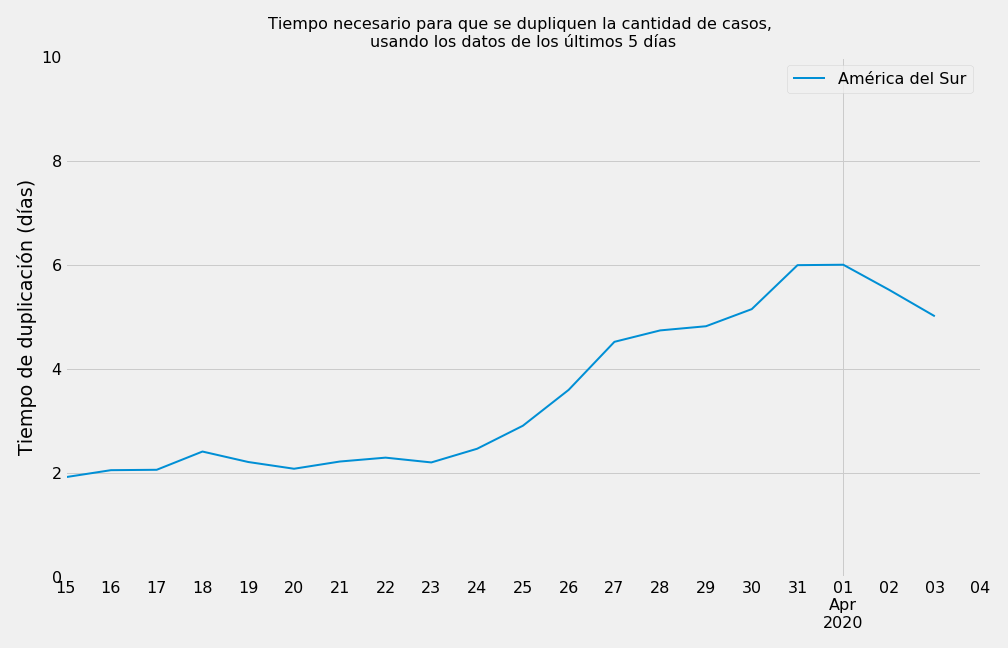 Tiempo necesario para que se dupliquen la cantidad de casos,
usando los datos de los últimos 5 días
América del Sur
Tiempo de duplicación (días)
10
8
6
4
2
0
15 16 17 18 19 20 21 22 23 24 25 26 27 28 29 30 31 01 02 03 04
Apr
2020